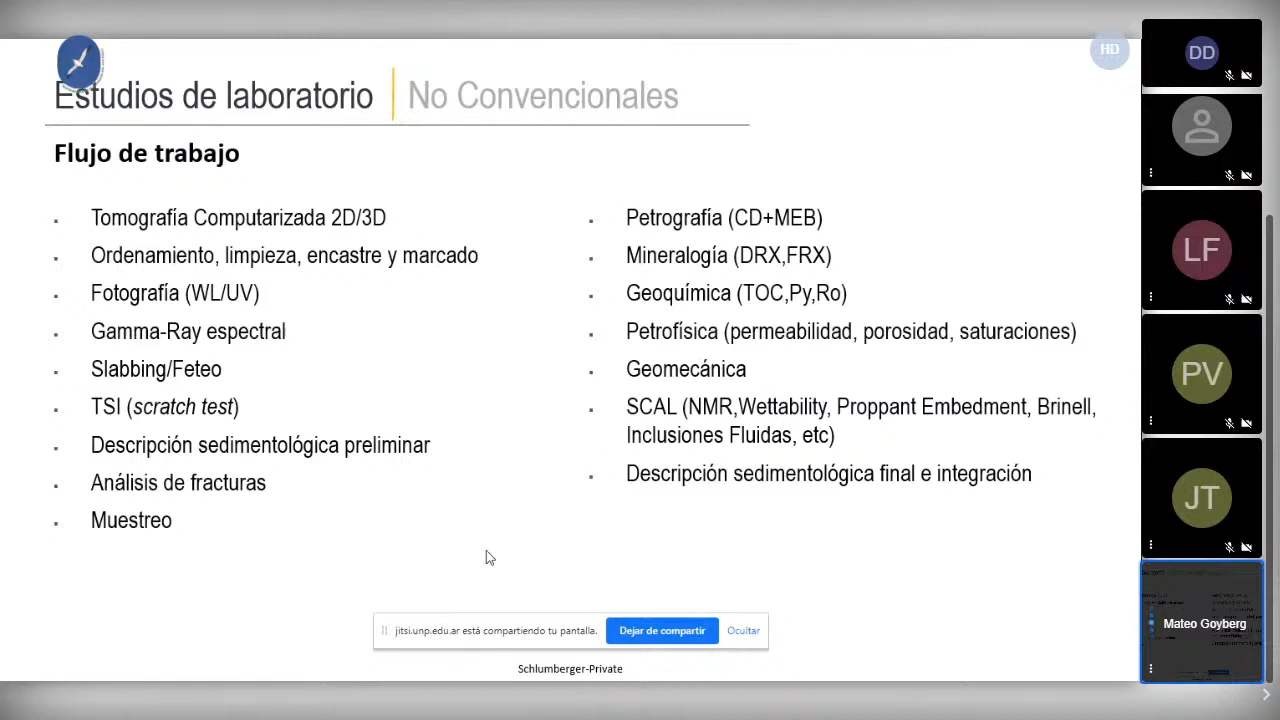 Estudios de laboratorio
No Convencionales
Flujo de trabajo
Tomografía Computarizada 2D/3D
Ordenamiento, limpieza, encastre y marcado
Fotografía (WL/UV)
Gamma-Ray espectral
Slabbing/Feteo
TSI (scratch test)
Descripción sedimentológica preliminar
Análisis de fracturas
Muestreo
Petrografía (CD+MEB)
Mineralogía (DRX,FRX)
Geoquímica (TOC,Py,Ro)
Petrofísica (permeabilidad, porosidad, saturaciones)
Geomecánica
SCAL (NMR,Wettability, Proppant Embedment, Brinell,
Inclusiones Fluidas, etc)
Descripción sedimentológica final e integración
jitsi.unp.edu.ar está compartiendo tu pantalla.
Dejar de compartir
Ocultar
Schlumberger-Private
HD
DD
LF
PV
JT
Mateo Goyberg